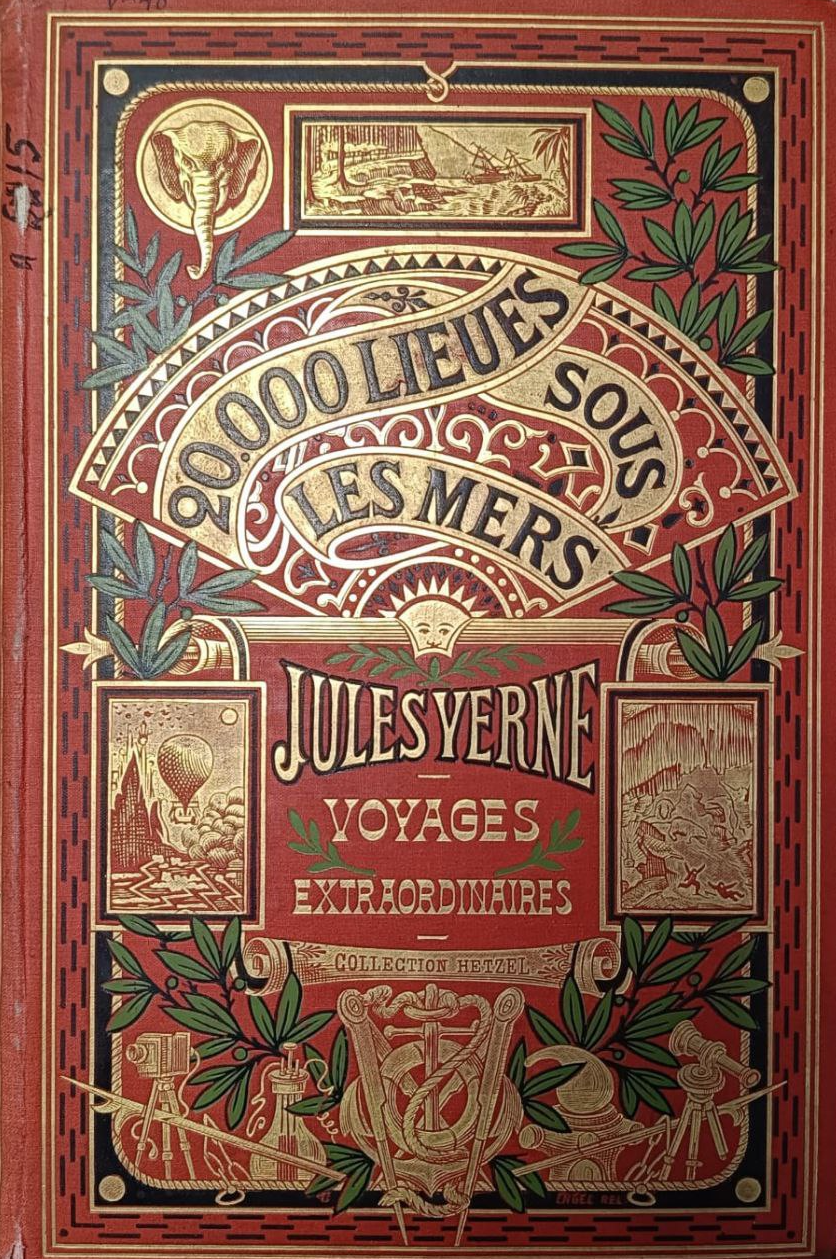 20.000 LIEUES
SOUS
LES MERS
JULES VERNE
VOYAGES
EXTRAORDINAIRES
COLLECTION HETZEL
ENGEL REL